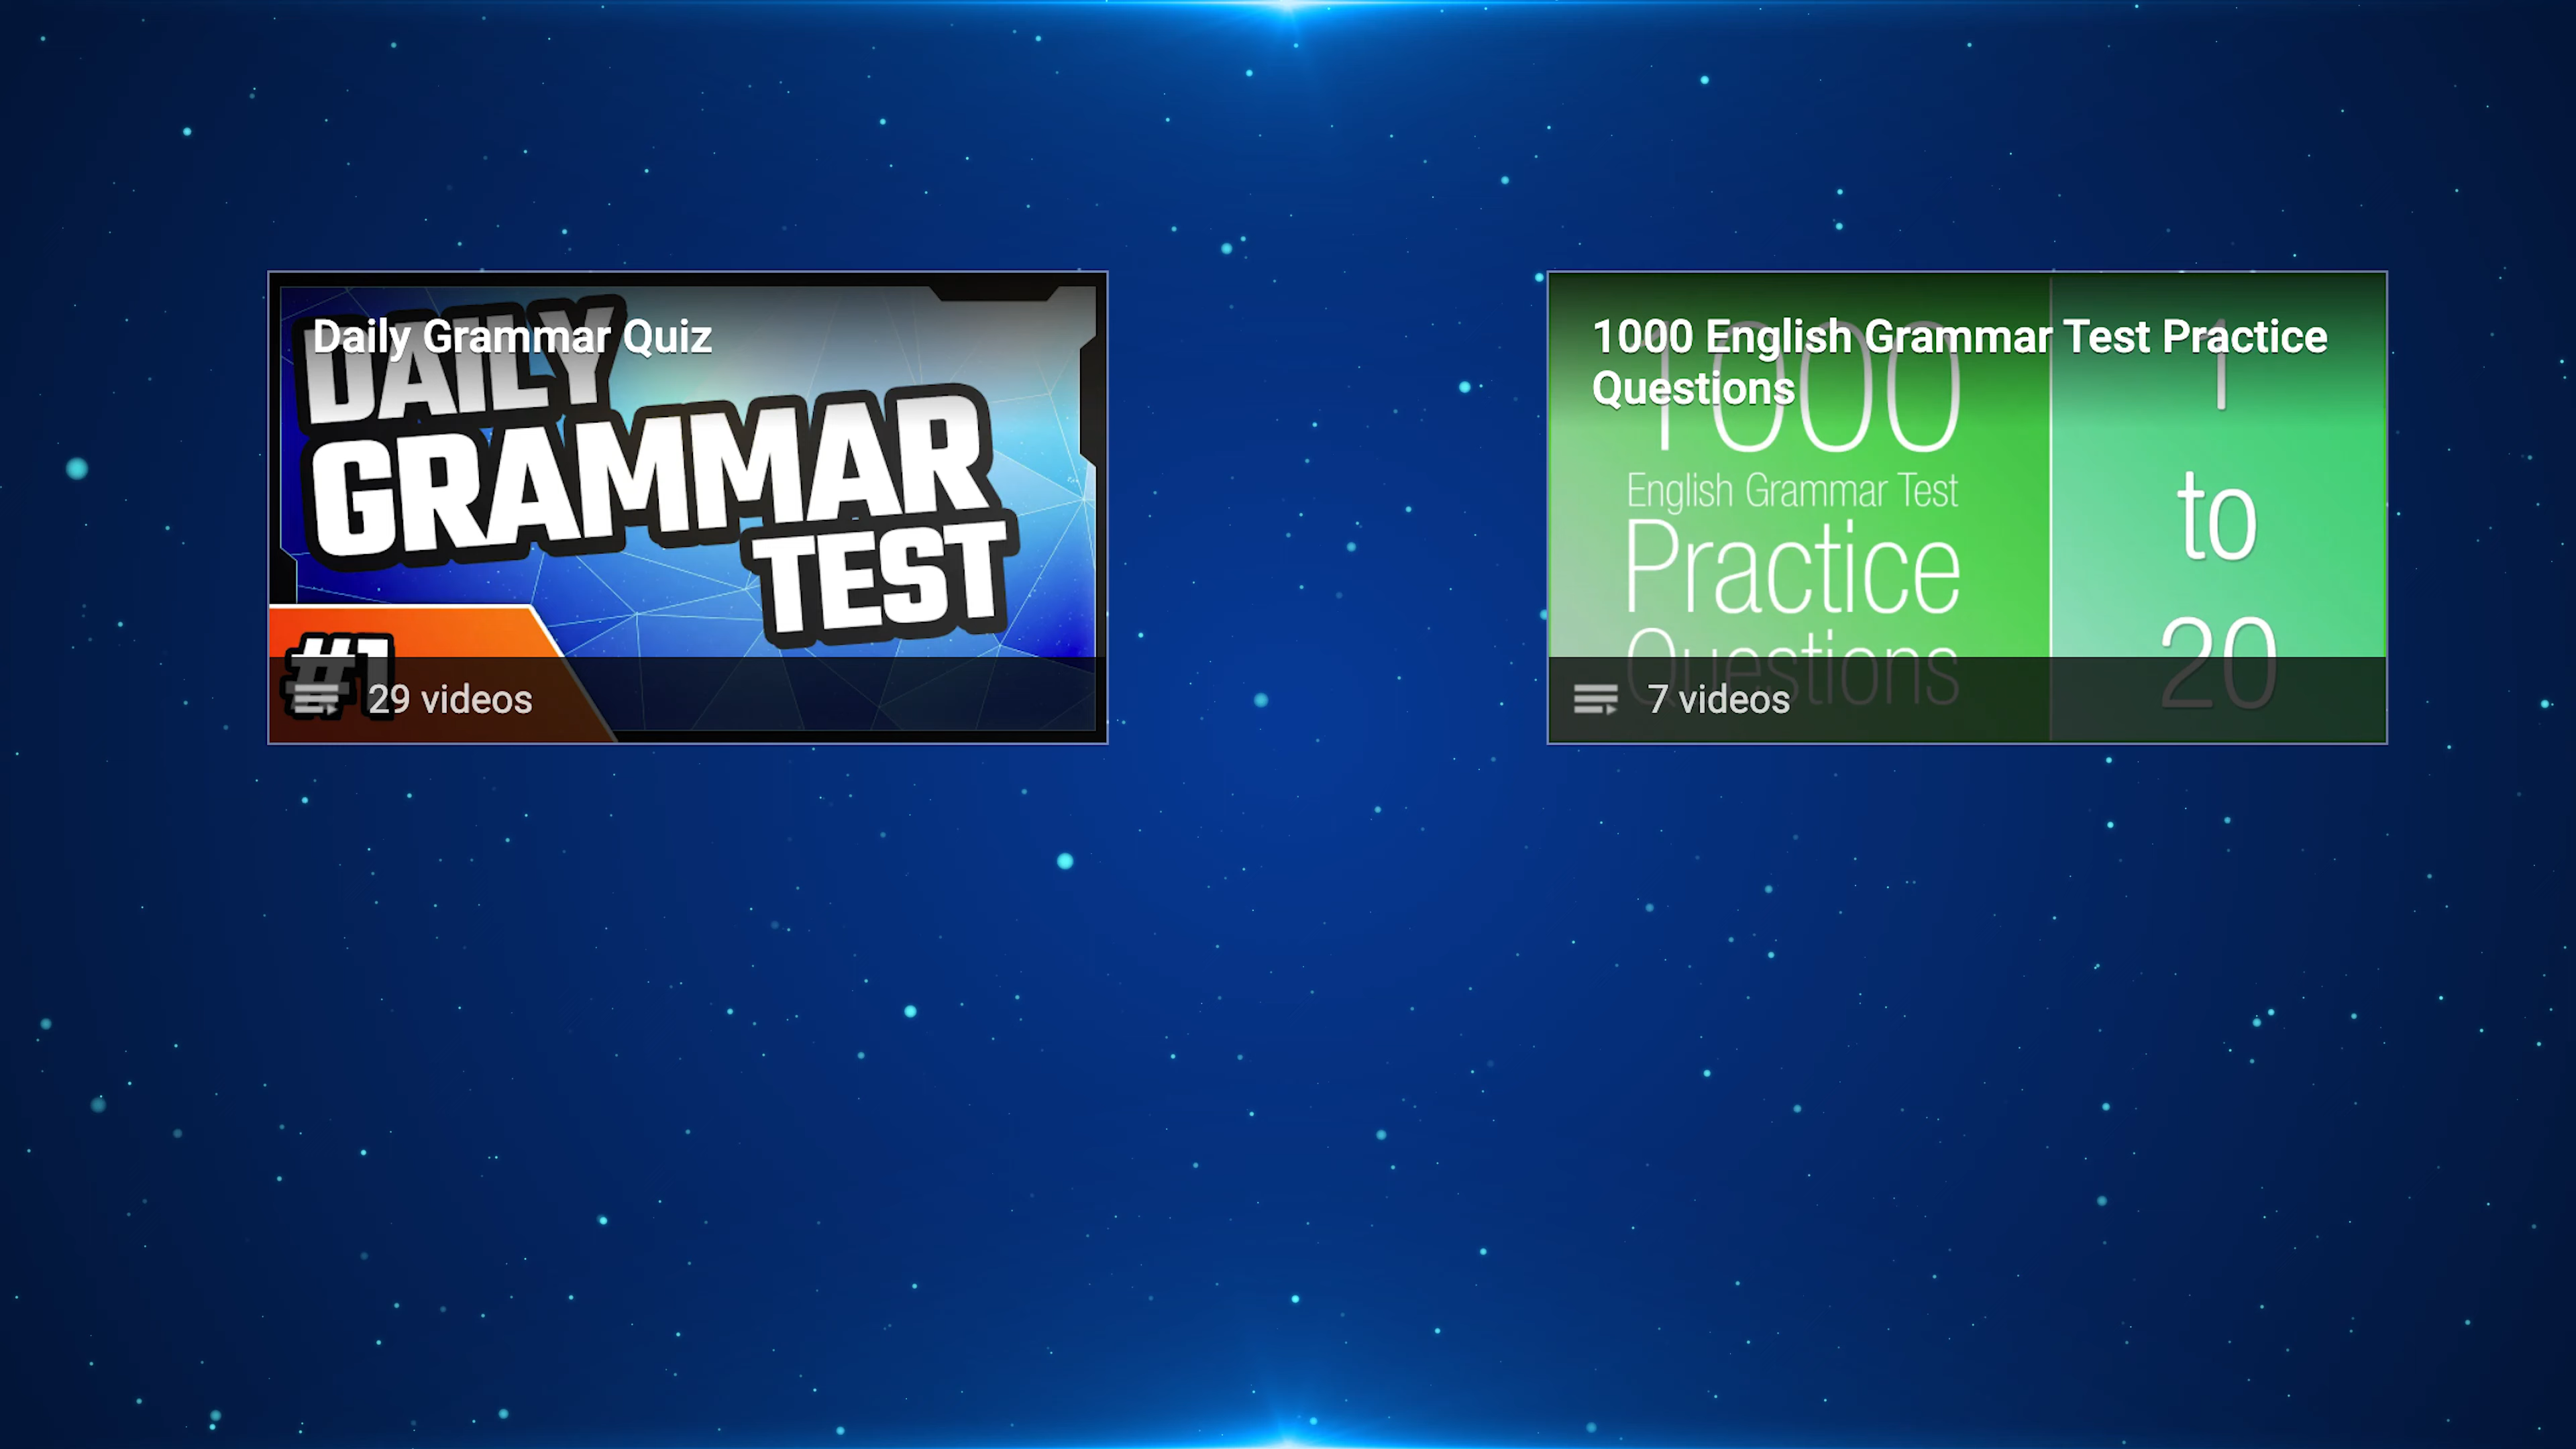 Daily Grammar Quiz
DAILY
GRAMMAR
TEST
#1
29 videos
1000 English Grammar Test Practice
Questions
1000
English Grammar Test
Practice
Questions
1
to
20
7 videos